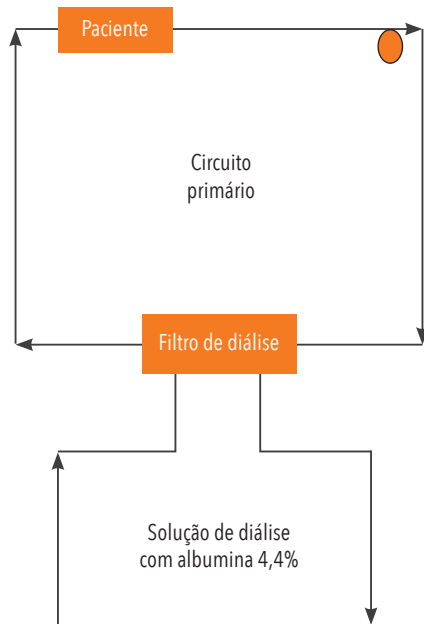 Paciente
Circuito
primário
Filtro de diálise
Solução de diálise
com albumina 4,4%